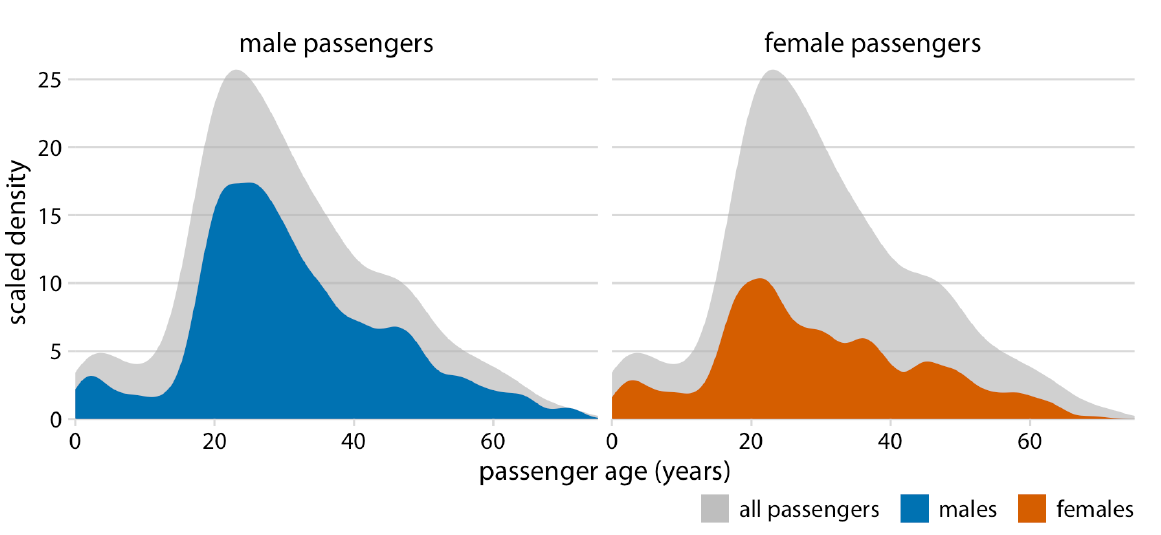 male passengers
female passengers
25
20
15
10
5
0
scaled density
0 20 40 60
0 20 40 60
passenger age (years)
all passengers males females